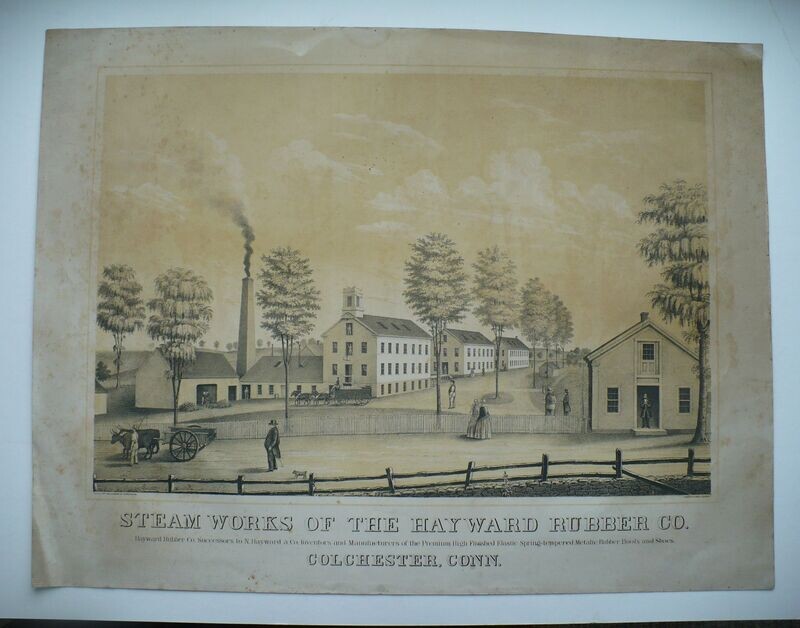 STEAM WORKS OF THE HAYWARD RUBBER CO.
Hayward Rubber Co. Successors to N. Hayward & Co. Inventors and Manufacturers of the Premium High Finished Elastic Spring-tempered Metalic Rubber Boots and Shoes.
COLCHESTER, CONN.